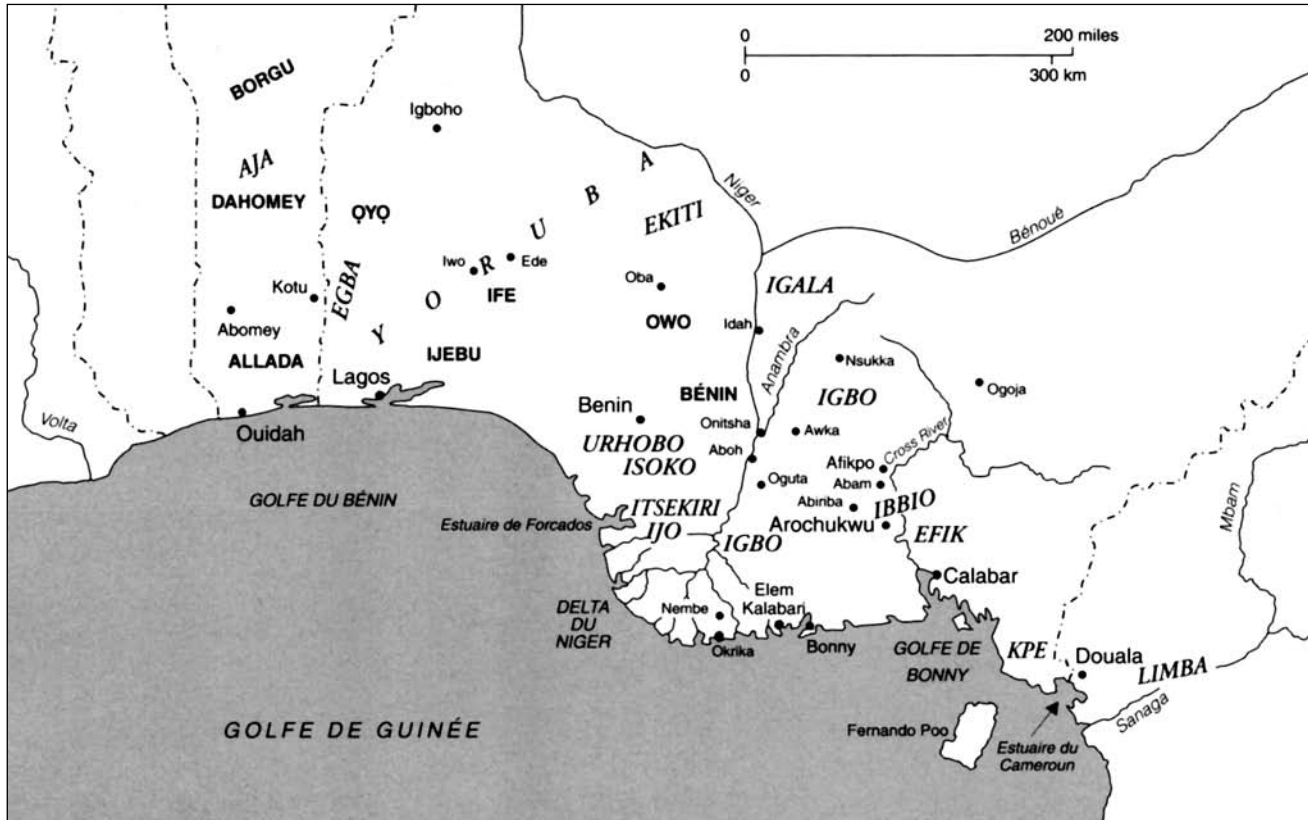 0 200 miles
0 300 km
BORGU
Igboho
AJA
DAHOMEY
ỌYỌ
YORUBA
EKITI
Niger
Bénoué
Iwo
Ede
IFE
Oba
IGALA
Kotu
EGBA
Abomey
OWO
Idah
Anambra
ALLADA
IJEBU
Nsukka
Lagos
Ogoja
BÉNIN
IGBO
Volta
Ouidah
Benin
Onitsha
Awka
URHOBO
ISOKO
Aboh
Afikpo
Cross River
GOLFE DU BÉNIN
Oguta
Abam
Abiriba
IBBIO
ITSEKIRI
Estuaire de Forcados
IJO
Arochukwu
EFIK
IGBO
Mbam
Calabar
DELTA
DU
NIGER
Nembe
Elem
Kalabari
Okrika
Bonny
GOLFE DE
BONNY
KPE
Douala
LIMBA
Sanaga
GOLFE DE GUINÉE
Fernando Poo
Estuaire du
Cameroun